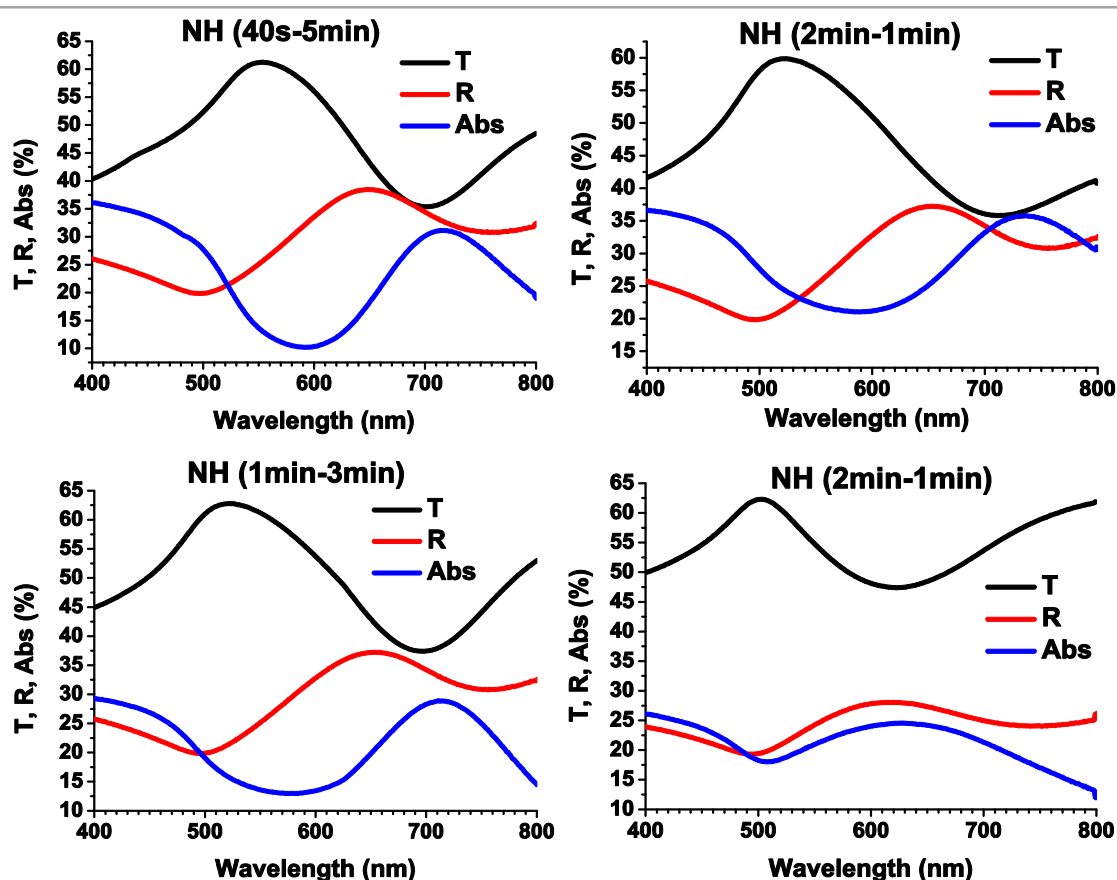 NH (40s-5min)
T
R
Abs
T, R, Abs (%)
65
60
55
50
45
40
35
30
25
20
15
10
400 500 600 700 800
Wavelength (nm)
NH (2min-1min)
T
R
Abs
T, R, Abs (%)
60
55
50
45
40
35
30
25
20
15
400 500 600 700 800
Wavelength (nm)
NH (1min-3min)
T
R
Abs
T, R, Abs (%)
65
60
55
50
45
40
35
30
25
20
15
10
400 500 600 700 800
Wavelength (nm)
NH (2min-1min)
T
R
Abs
T, R, Abs (%)
65
60
55
50
45
40
35
30
25
20
15
10
400 500 600 700 800
Wavelength (nm)